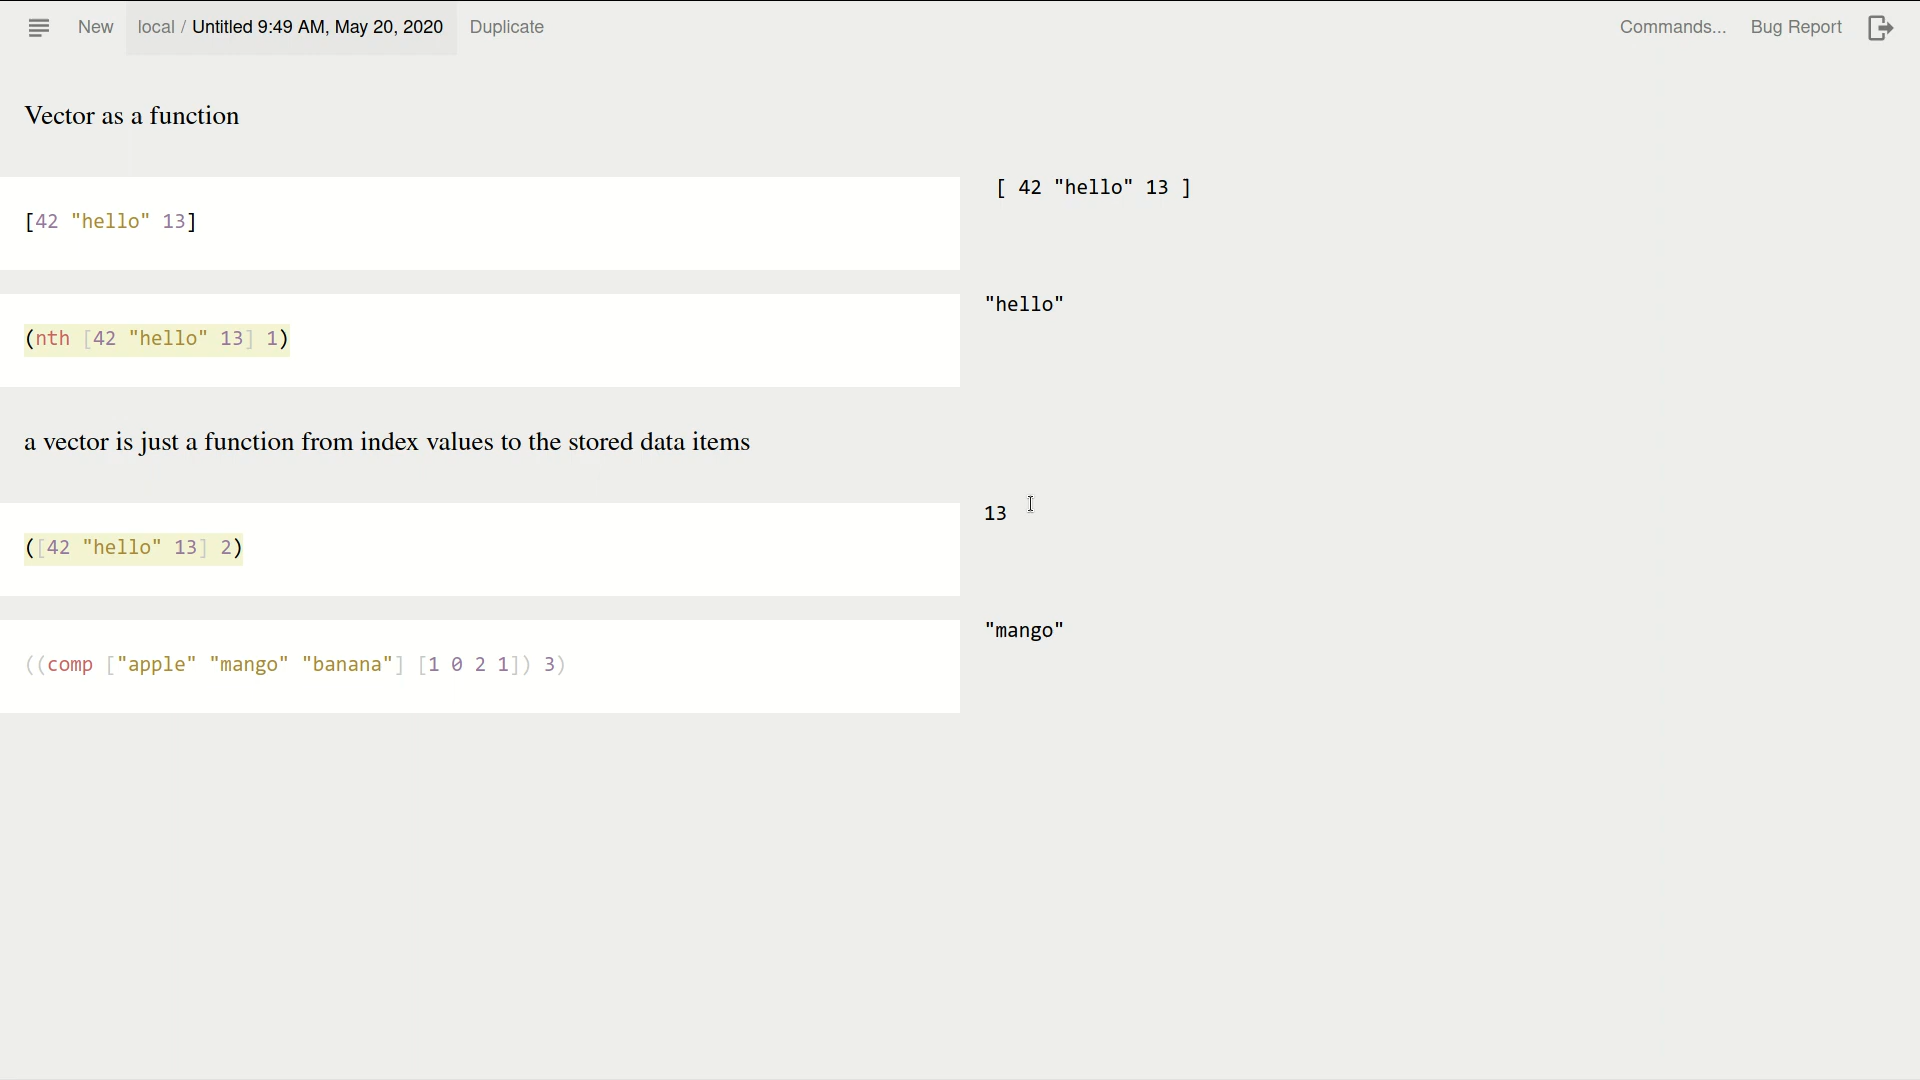 New local / Untitled 9:49 AM, May 20, 2020 Duplicate Commands... Bug Report
Vector as a function
[42 "hello" 13]
[ 42 "hello" 13 ]
(nth [42 "hello" 13] 1)
"hello"
a vector is just a function from index values to the stored data items
([42 "hello" 13] 2)
13
((comp ["apple" "mango" "banana"] [1 0 2 1]) 3)
"mango"